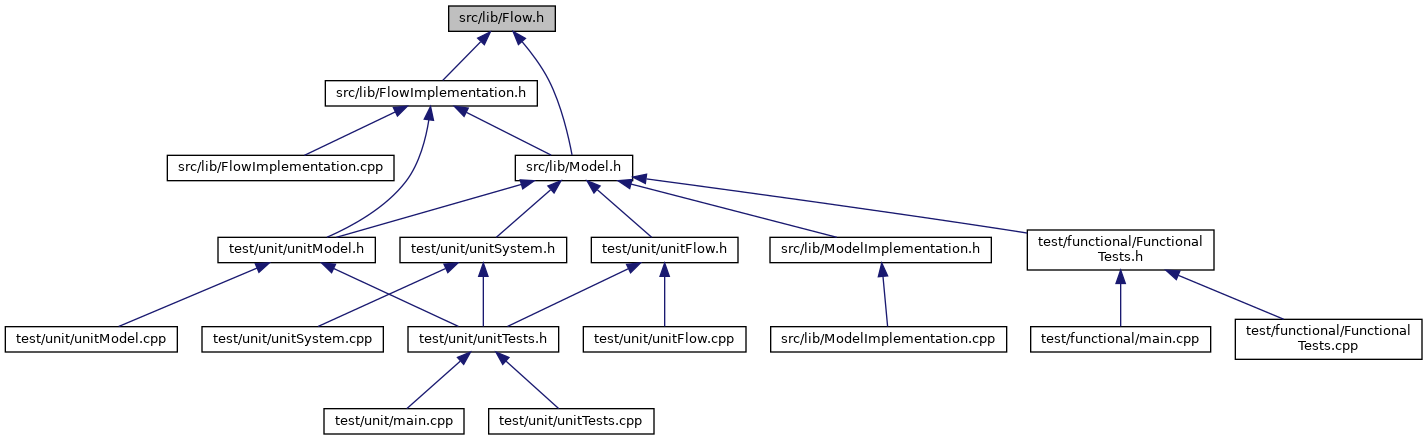 src/lib/Flow.h
src/lib/FlowImplementation.h
src/lib/FlowImplementation.cpp
src/lib/Model.h
test/unit/unitModel.h
test/unit/unitSystem.h
test/unit/unitFlow.h
src/lib/ModelImplementation.h
test/functional/Functional
Tests.h
test/unit/unitModel.cpp
test/unit/unitSystem.cpp
test/unit/unitTests.h
test/unit/unitFlow.cpp
src/lib/ModelImplementation.cpp
test/functional/main.cpp
test/functional/Functional
Tests.cpp
test/unit/main.cpp
test/unit/unitTests.cpp